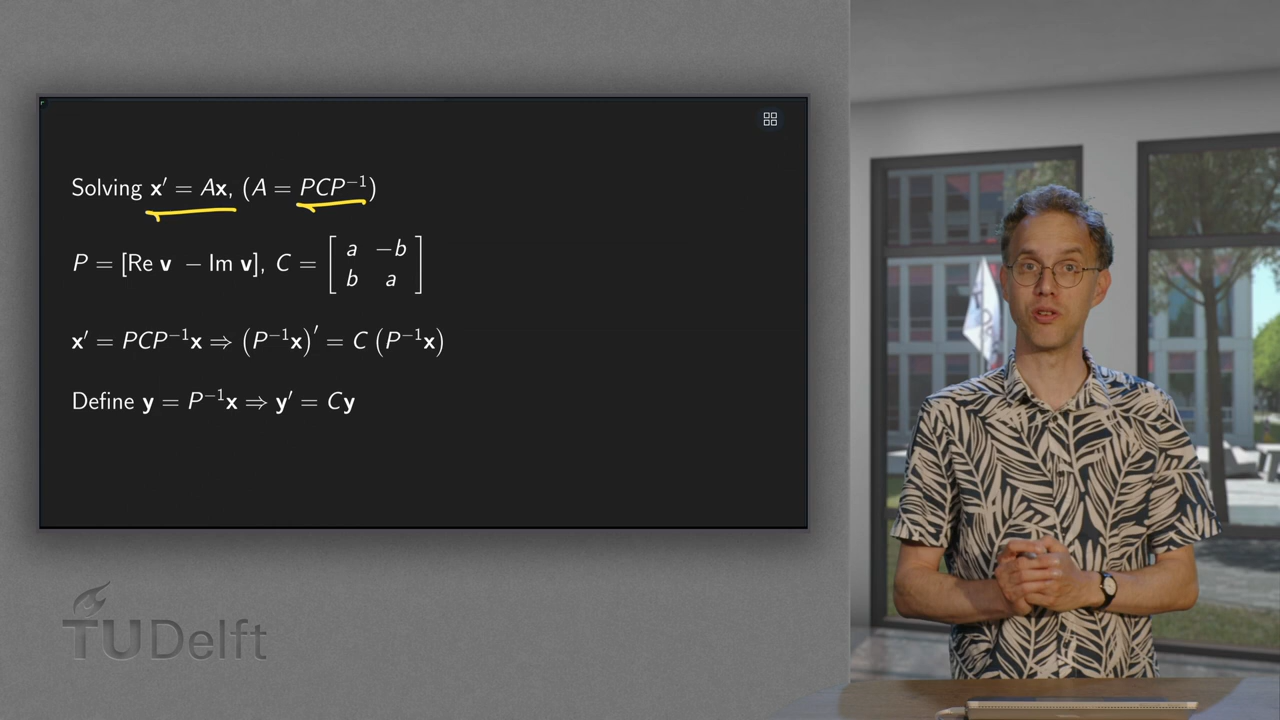 Solving x′ = Ax, (A = PCP⁻¹)
P = [Re v − Im v], C = [ a −b
b a ]
x′ = PCP⁻¹x ⇒ (P⁻¹x)′ = C (P⁻¹x)
Define y = P⁻¹x ⇒ y′ = Cy
TUDelft